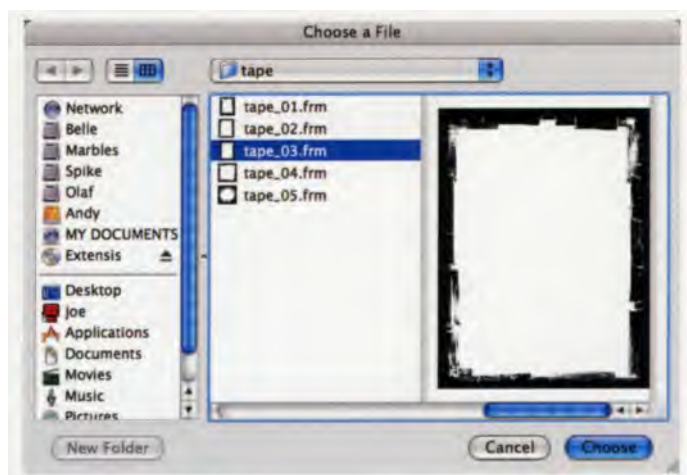 Choose a File
tape
Network
Belle
Marbles
Spike
Olaf
Andy
MY DOCUMENTS
Extensis
Desktop
joe
Applications
Documents
Movies
Music
Pictures
tape_01.frm
tape_02.frm
tape_03.frm
tape_04.frm
tape_05.frm
New Folder
Cancel
Choose